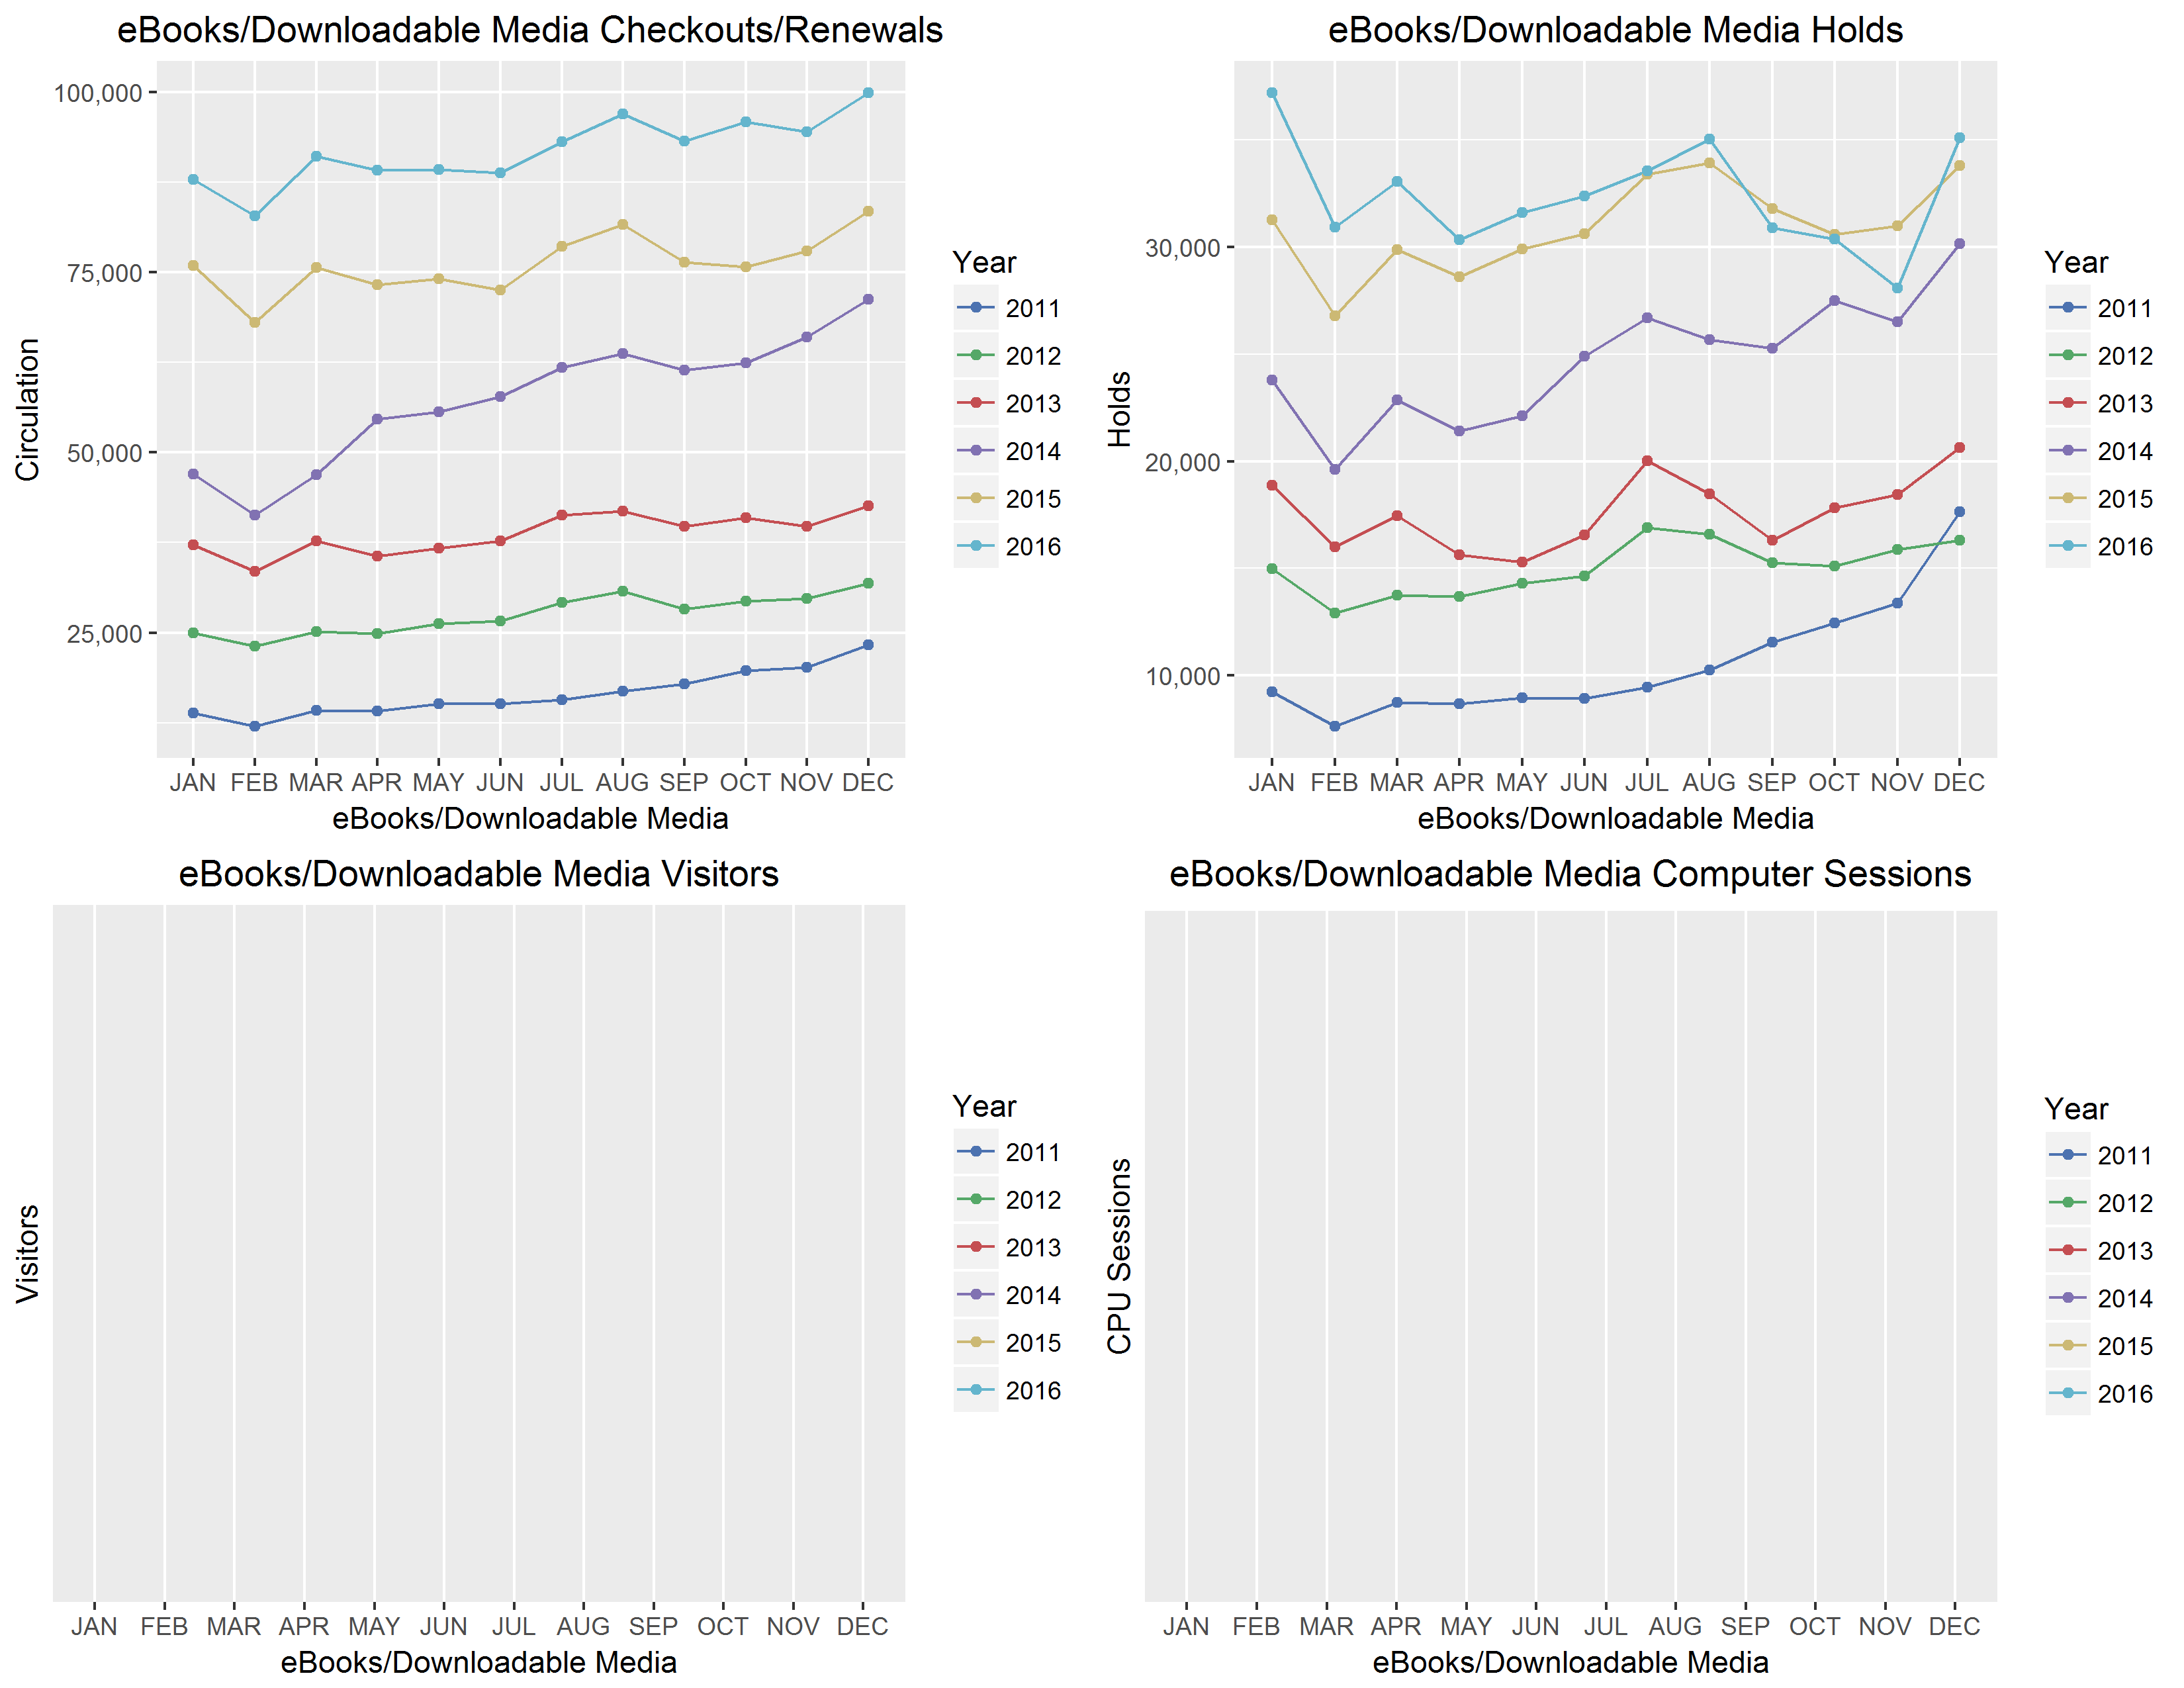 eBooks/Downloadable Media Checkouts/Renewals
100,000
75,000
50,000
25,000
Circulation
JAN FEB MAR APR MAY JUN JUL AUG SEP OCT NOV DEC
eBooks/Downloadable Media
Year
2011
2012
2013
2014
2015
2016
eBooks/Downloadable Media Holds
30,000
20,000
10,000
Holds
JAN FEB MAR APR MAY JUN JUL AUG SEP OCT NOV DEC
eBooks/Downloadable Media
Year
2011
2012
2013
2014
2015
2016
eBooks/Downloadable Media Visitors
Visitors
JAN FEB MAR APR MAY JUN JUL AUG SEP OCT NOV DEC
eBooks/Downloadable Media
Year
2011
2012
2013
2014
2015
2016
eBooks/Downloadable Media Computer Sessions
CPU Sessions
JAN FEB MAR APR MAY JUN JUL AUG SEP OCT NOV DEC
eBooks/Downloadable Media
Year
2011
2012
2013
2014
2015
2016